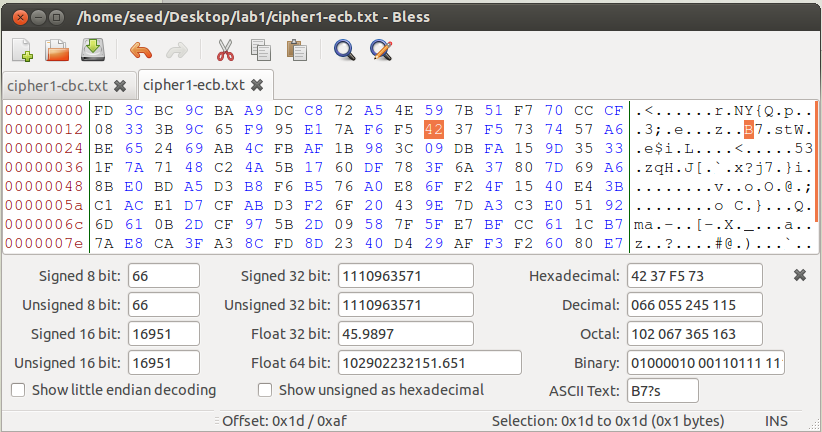 /home/seed/Desktop/lab1/cipher1-ecb.txt - Bless
cipher1-cbc.txt cipher1-ecb.txt
00000000 FD 3C BC 9C BA A9 DC C8 72 A5 4E 59 7B 51 F7 70 CC CF .<......r.NY{Q.p..
00000012 08 33 3B 9C 65 F9 95 E1 7A F6 F5 42 37 F5 73 74 57 A6 .3;.e...z..B7.stW.
00000024 BE 65 24 69 AB 4C FB AF 1B 98 3C 09 DB FA 15 9D 35 33 .e$i.L....<.....53
00000036 1F 7A 71 48 C2 4A 5B 17 60 DF 78 3F 6A 37 80 7D 69 A6 .zqH.J[.`.x?j7.}i.
00000048 8B E0 BD A5 D3 B8 F6 B5 76 A0 E8 6F F2 4F 15 40 E4 3B ........v..o.O.@.;
0000005a C1 AC E1 D7 CF AB D3 F2 6F 20 43 9E 7D A3 C3 E0 51 92 ........o C.}...Q.
0000006c 6D 61 0B 2D CF 97 5B 2D 09 58 7F 5F E7 BF CC 61 1C B7 ma.-..[-.X._...a..
0000007e 7A E8 CA 3F A3 8C FD 8D 23 40 D4 29 AF F3 F2 60 80 E7 z..?....#@.)...`..
Signed 8 bit: 66 Signed 32 bit: 1110963571 Hexadecimal: 42 37 F5 73
Unsigned 8 bit: 66 Unsigned 32 bit: 1110963571 Decimal: 066 055 245 115
Signed 16 bit: 16951 Float 32 bit: 45.9897 Octal: 102 067 365 163
Unsigned 16 bit: 16951 Float 64 bit: 102902232151.651 Binary: 01000010 00110111 11
Show little endian decoding Show unsigned as hexadecimal ASCII Text: B7?s
Offset: 0x1d / 0xaf Selection: 0x1d to 0x1d (0x1 bytes) INS